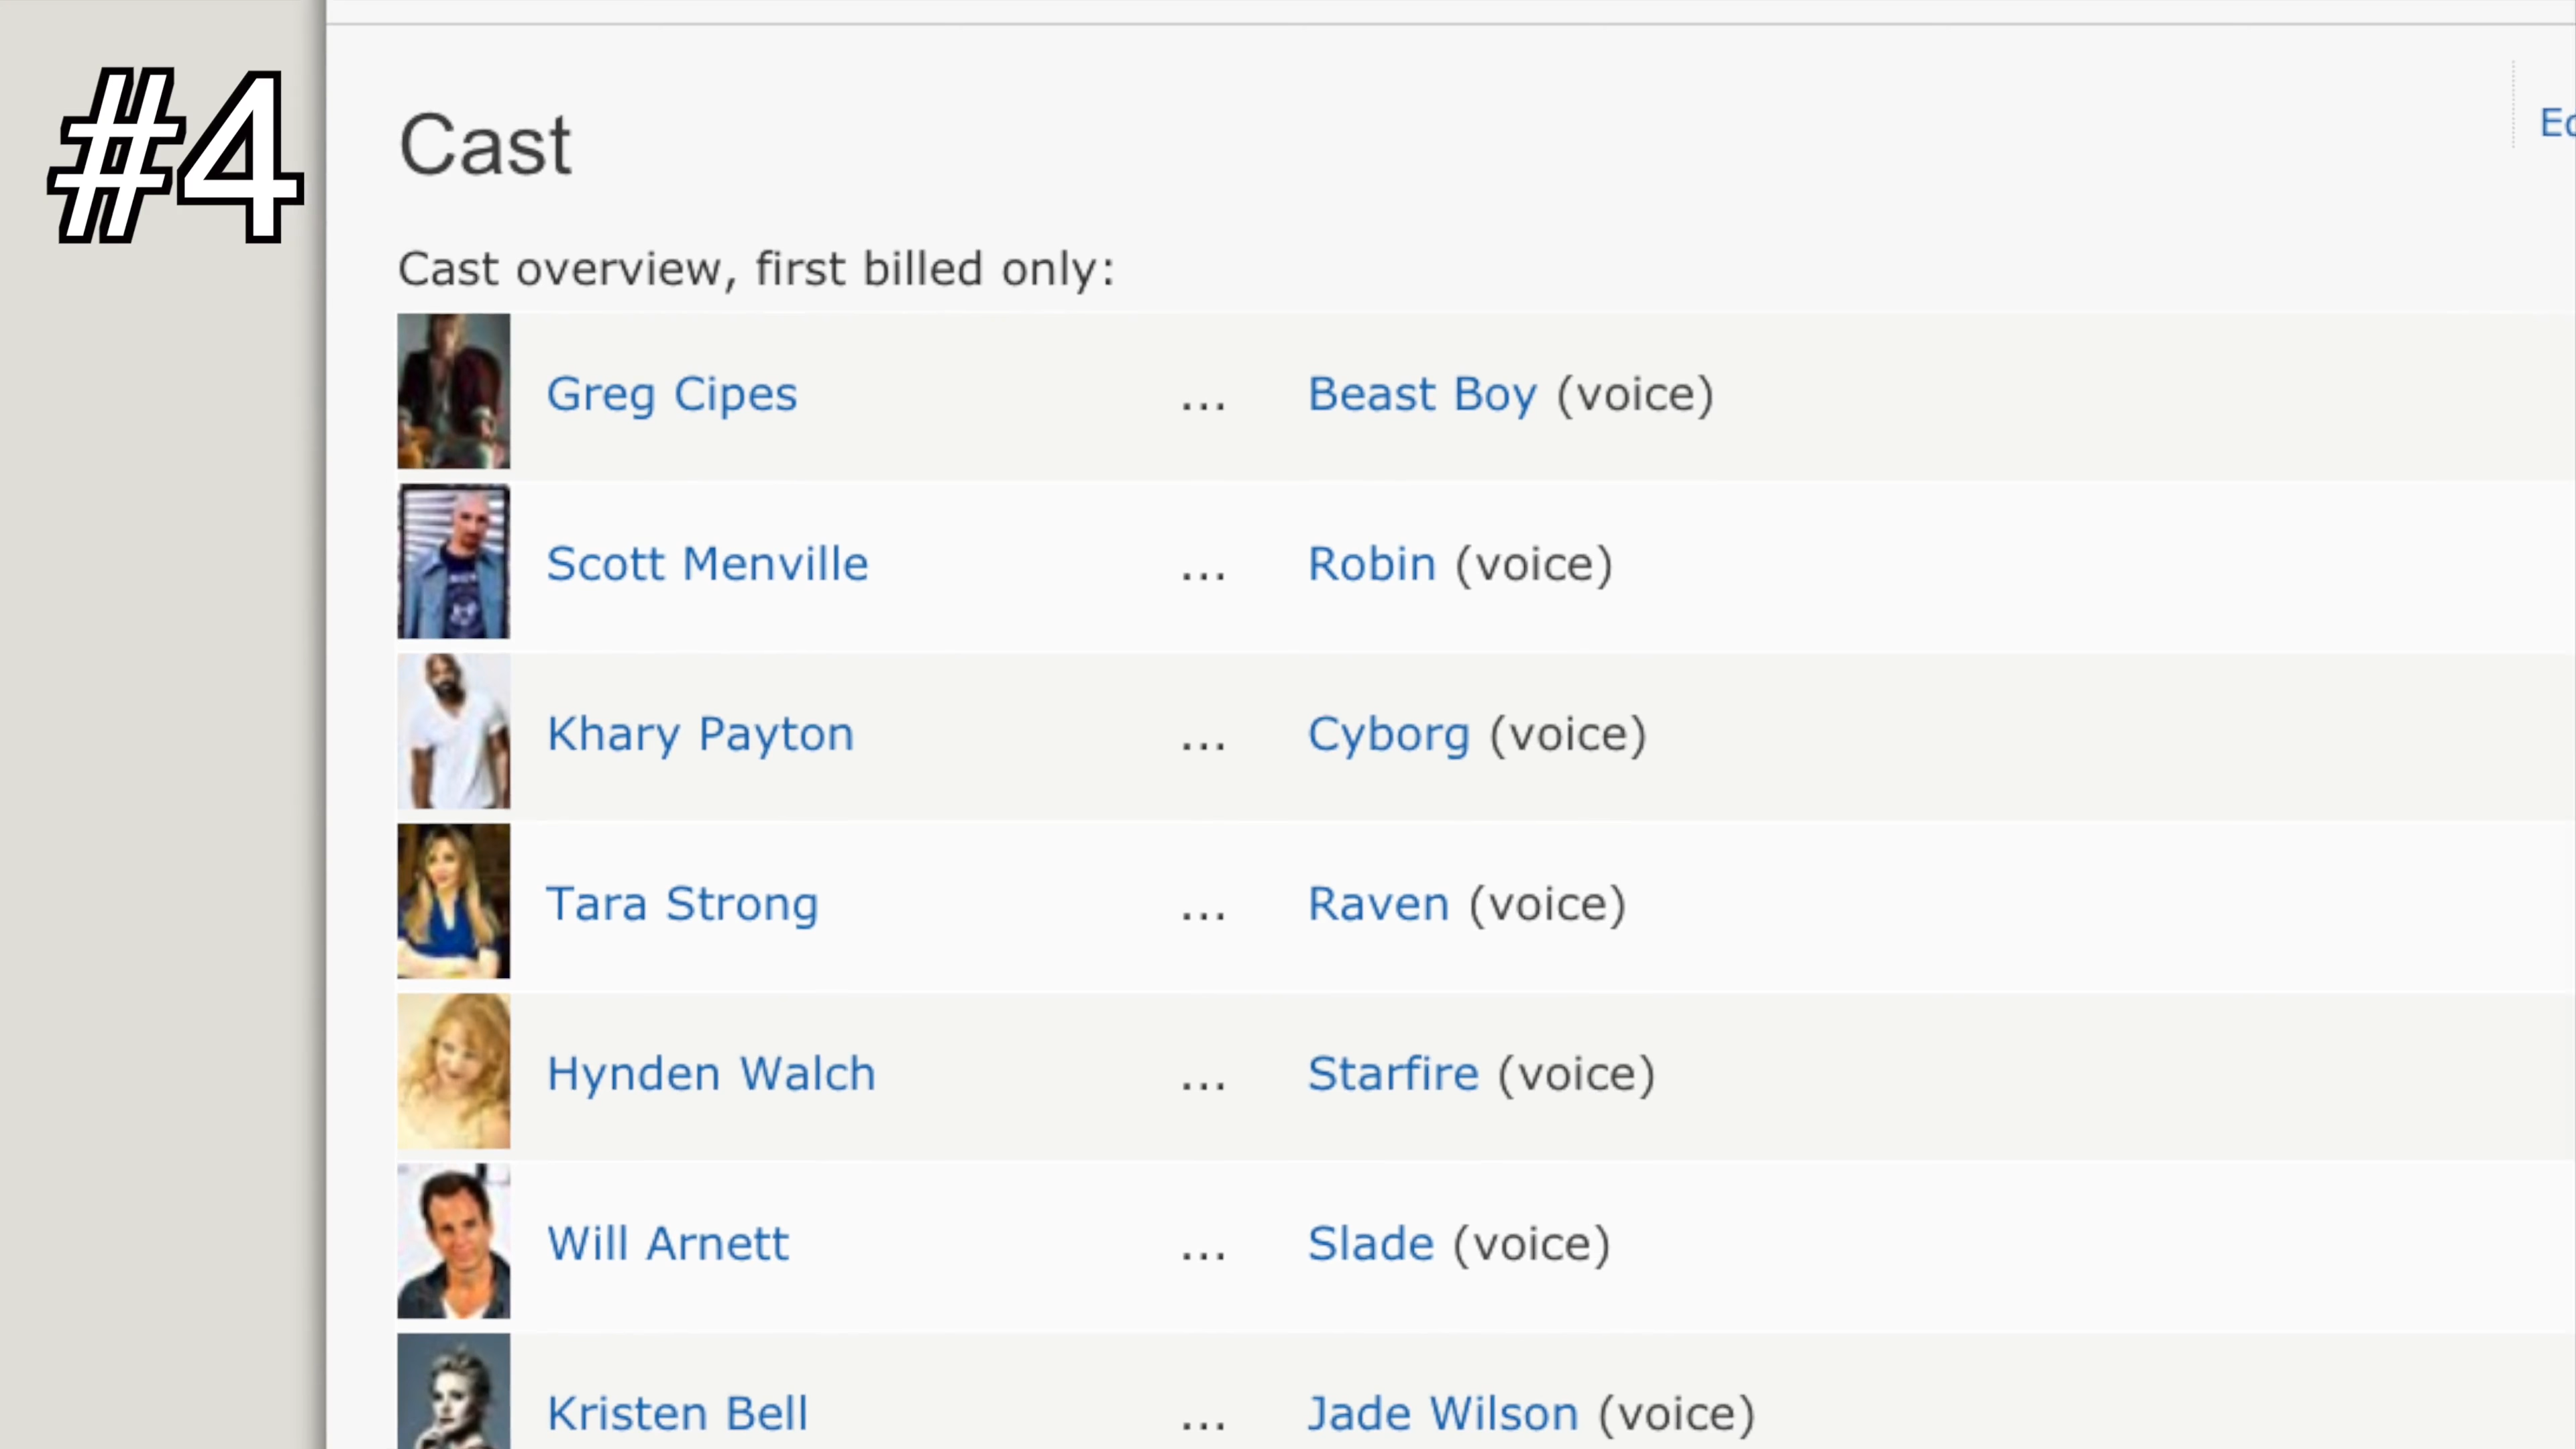 #4
Cast
Cast overview, first billed only:
Greg Cipes ... Beast Boy (voice)
Scott Menville ... Robin (voice)
Khary Payton ... Cyborg (voice)
Tara Strong ... Raven (voice)
Hynden Walch ... Starfire (voice)
Will Arnett ... Slade (voice)
Kristen Bell ... Jade Wilson (voice)